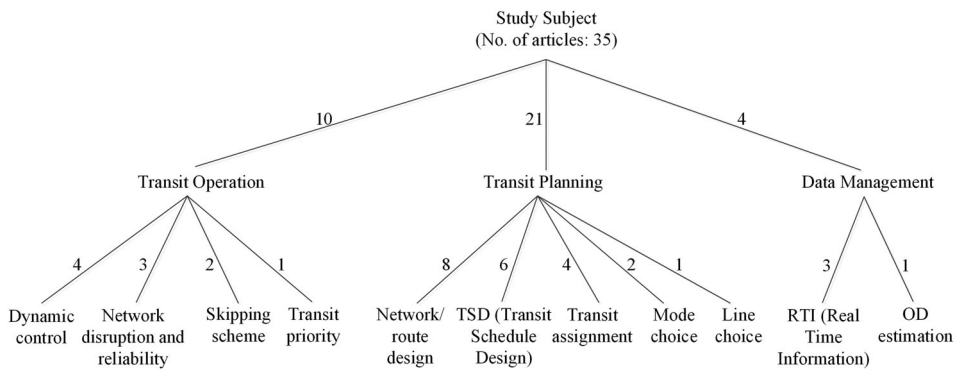 Study Subject
(No. of articles: 35)
10
21
4
Transit Operation
Transit Planning
Data Management
4
3
2
1
8
6
4
2
1
3
1
Dynamic
control
Network
disruption and
reliability
Skipping
scheme
Transit
priority
Network/
route
design
TSD (Transit
Schedule
Design)
Transit
assignment
Mode
choice
Line
choice
RTI (Real
Time
Information)
OD
estimation